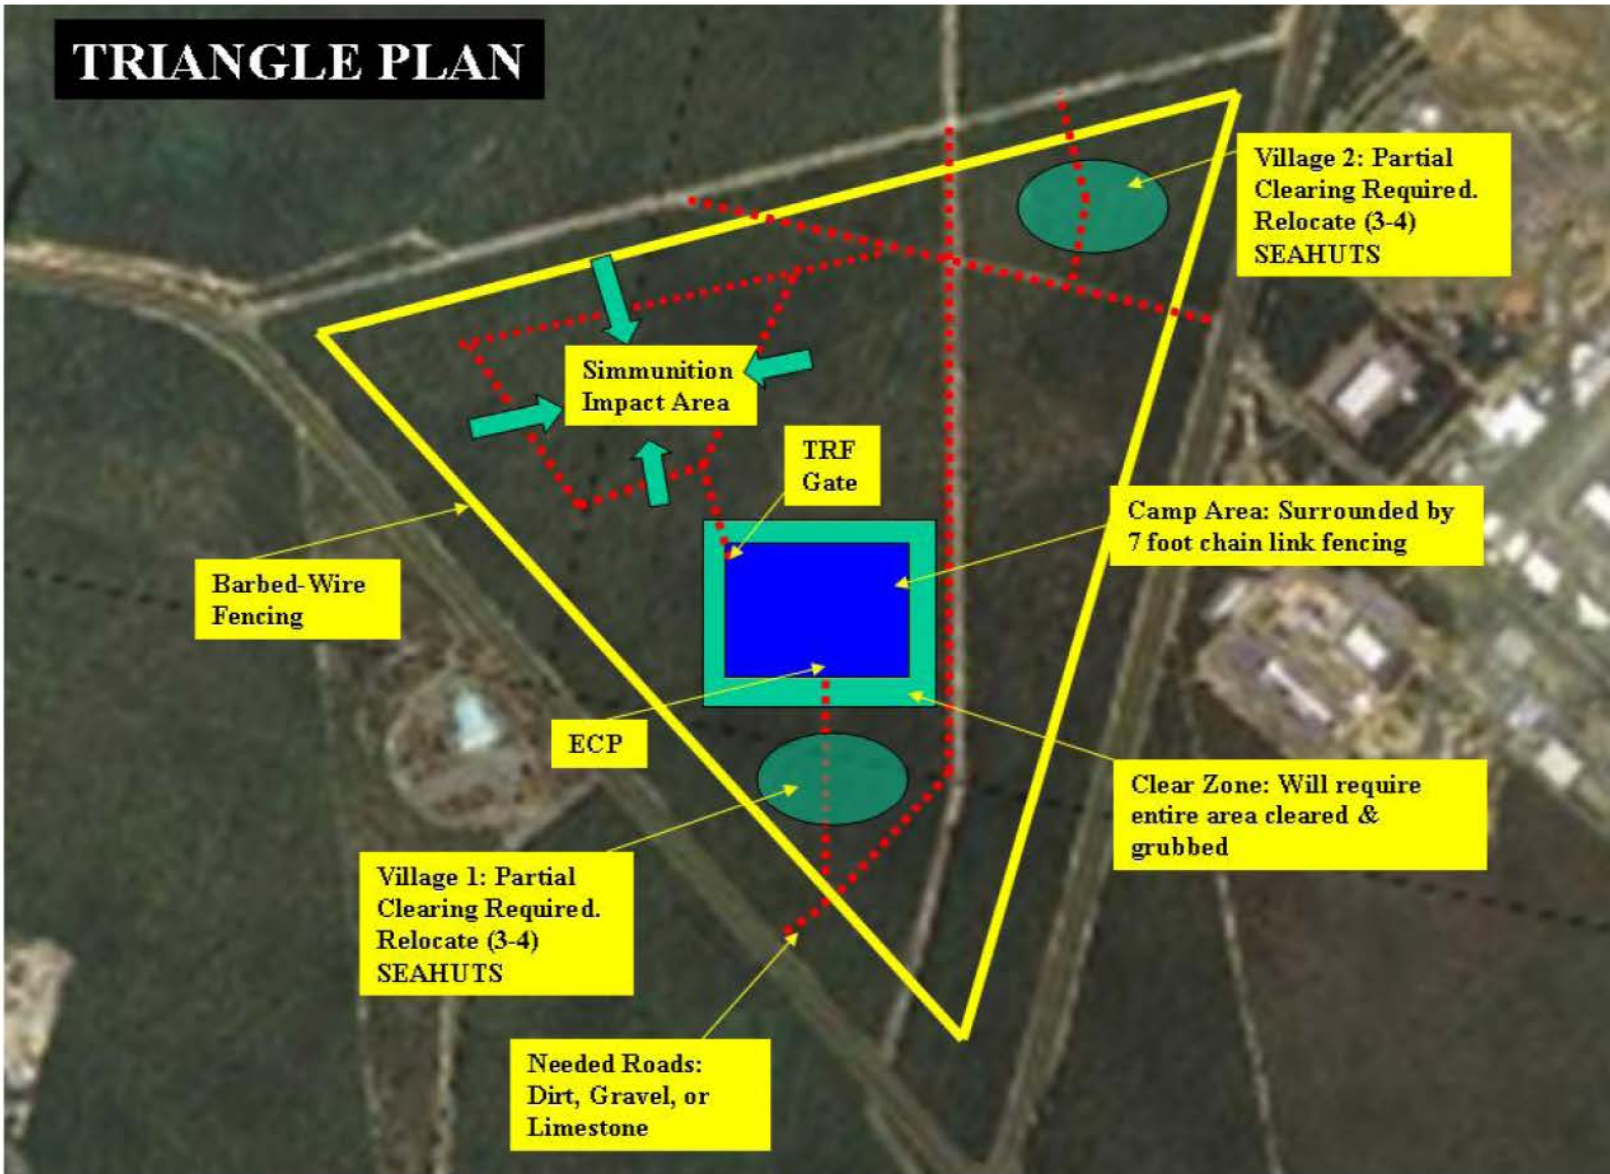 TRIANGLE PLAN
Village 2: Partial
Clearing Required.
Relocate (3-4)
SEAHUTS
Simmunition
Impact Area
TRF
Gate
Camp Area: Surrounded by
7 foot chain link fencing
Barbed-Wire
Fencing
ECP
Clear Zone: Will require
entire area cleared &
grubbed
Village 1: Partial
Clearing Required.
Relocate (3-4)
SEAHUTS
Needed Roads:
Dirt, Gravel, or
Limestone